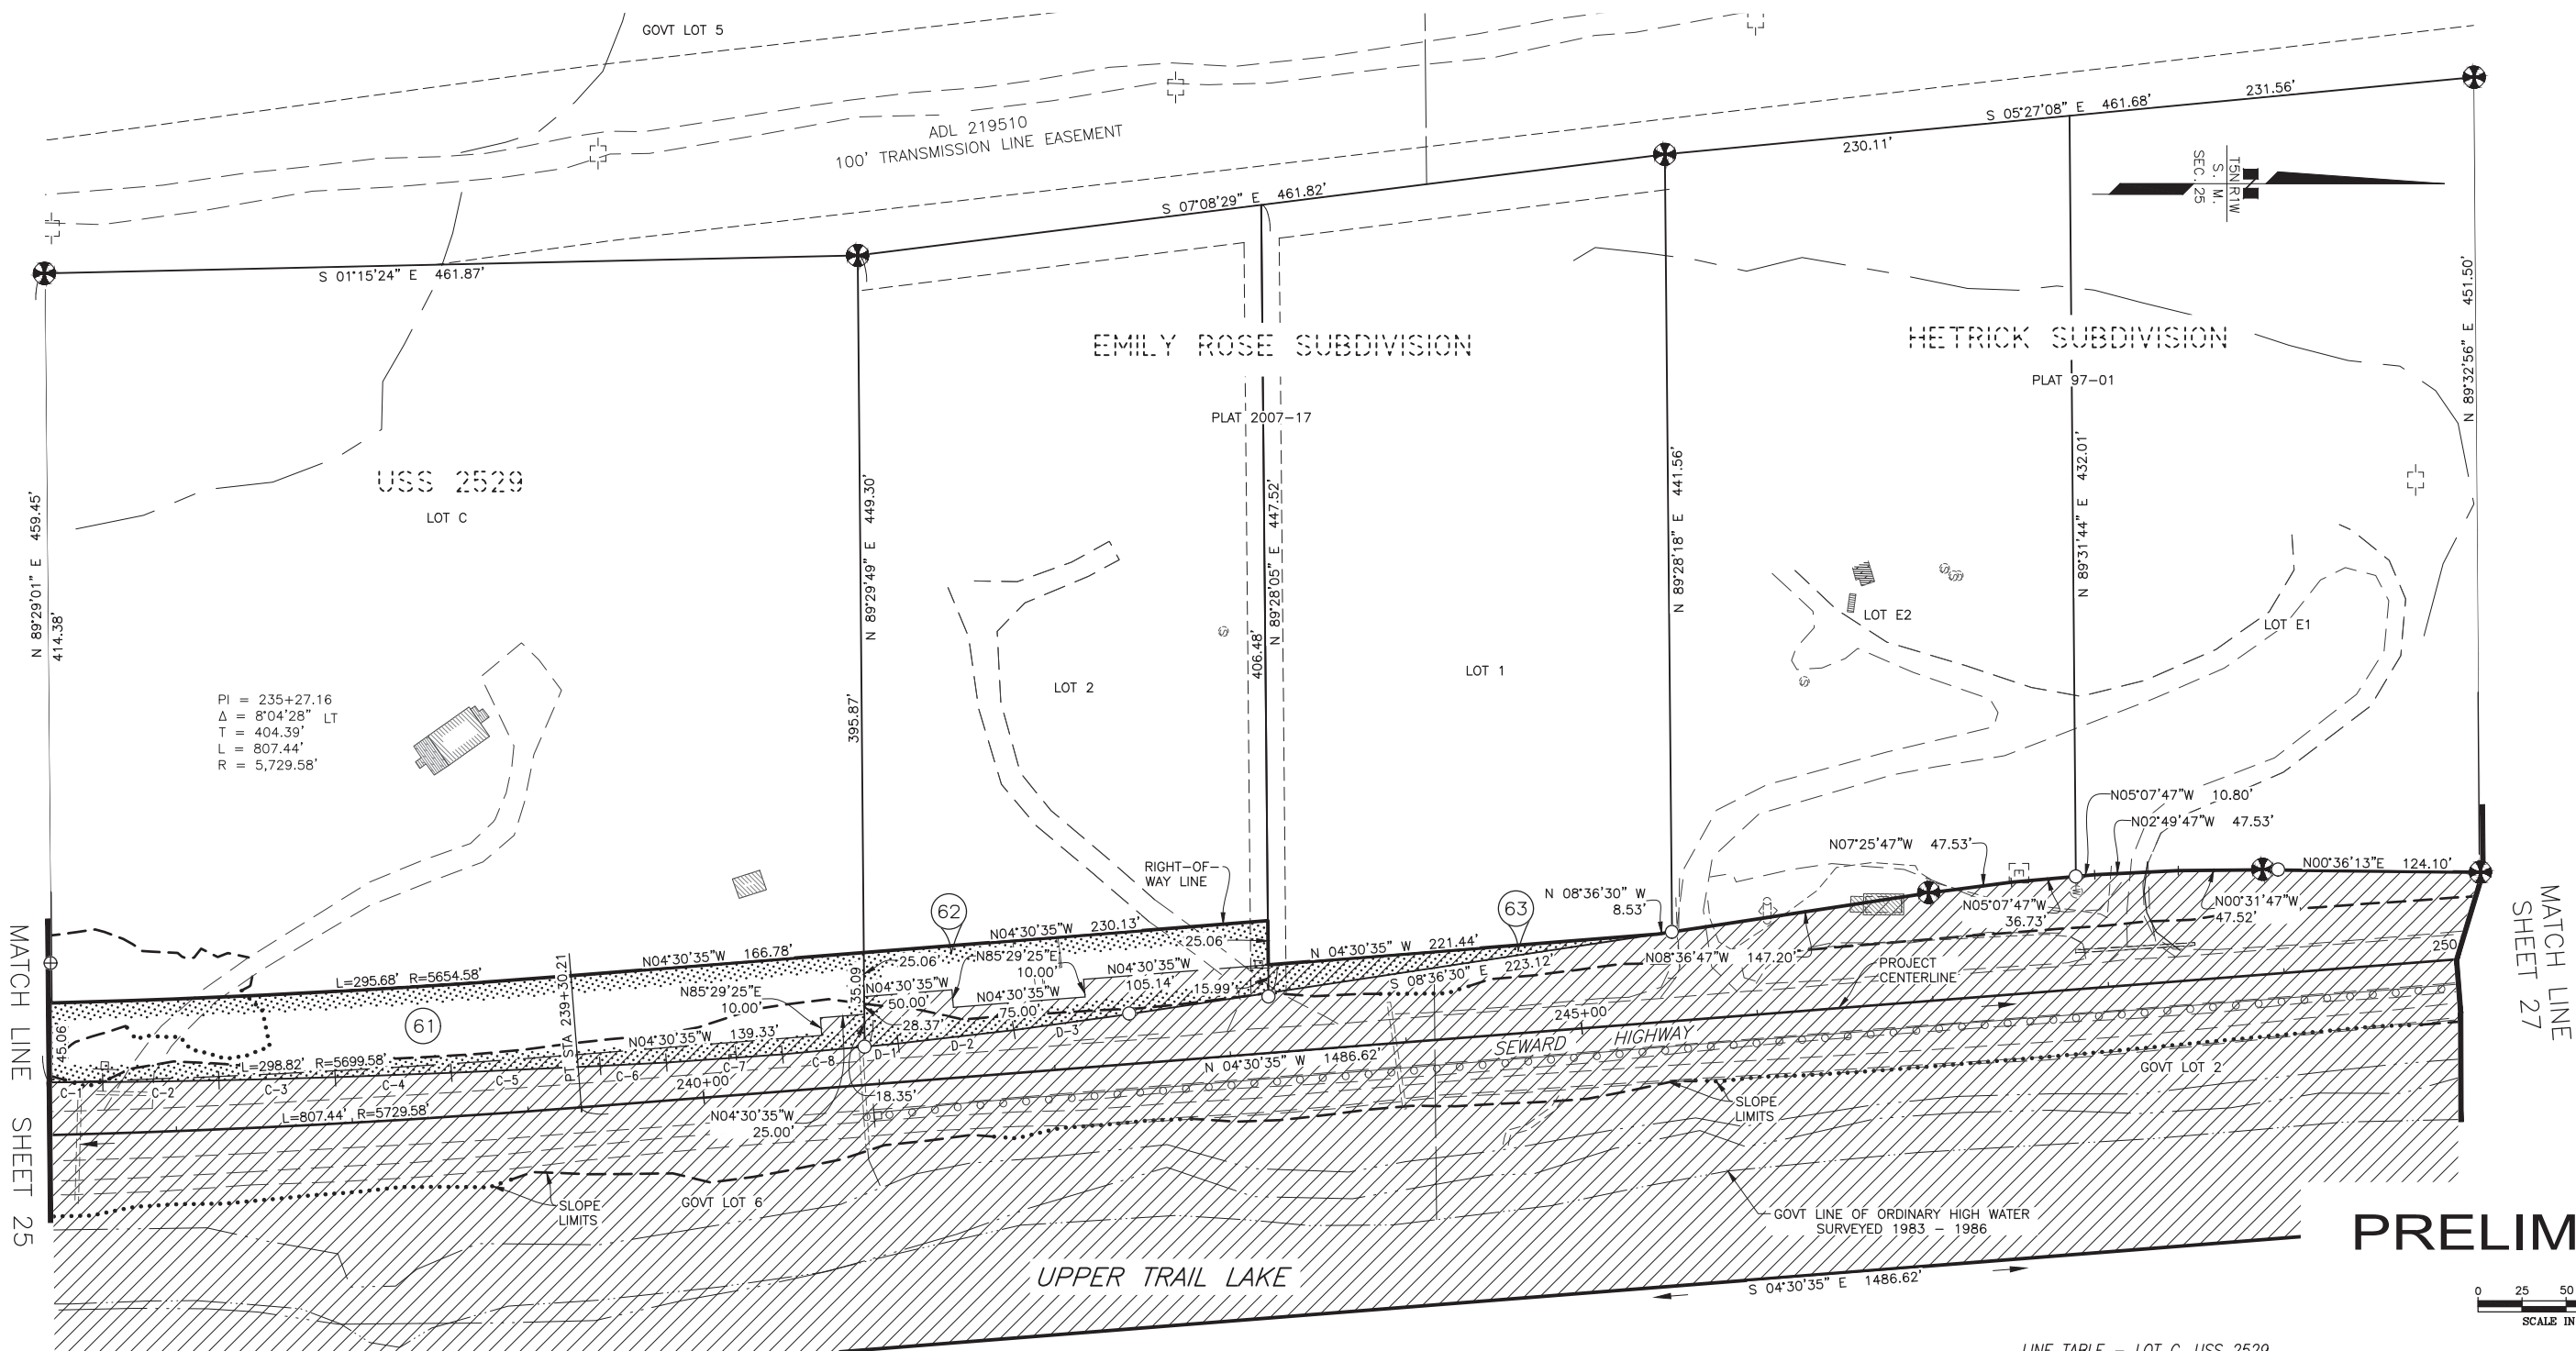 GOVT LOT 5
ADL 219510
100' TRANSMISSION LINE EASEMENT
S 05°27'08" E 461.68'
231.56'
230.11'
T5N R1W
S. M.
SEC. 25
N
S 07°08'29" E 461.82'
S 01°15'24" E 461.87'
EMILY ROSE SUBDIVISION
PLAT 2007-17
HETRICK SUBDIVISION
PLAT 97-01
USS 2529
LOT C
N 89°29'01" E 459.45'
414.38'
N 89°29'49" E 449.30'
395.87'
N 89°28'05" E 447.52'
406.48'
N 89°28'18" E 441.56'
N 89°31'44" E 432.01'
N 89°32'56" E 451.50'
LOT 2
LOT 1
LOT E2
LOT E1
PI = 235+27.16
Δ = 8°04'28" LT
T = 404.39'
L = 807.44'
R = 5,729.58'
N05°07'47"W 10.80'
N02°49'47"W 47.53'
N07°25'47"W 47.53'
N00°36'13"E 124.10'
RIGHT-OF-
WAY LINE
N 08°36'30" W
8.53'
N05°07'47"W
36.73'
N00°31'47"W
47.52'
61
62
63
N04°30'35"W 230.13'
25.06'
N 04°30'35" W 221.44'
S 08°36'30" E 223.12'
N08°36'47"W 147.20'
PROJECT
CENTERLINE
250
L=295.68' R=5654.58'
N04°30'35"W 166.78'
25.06'
N85°29'25"E
10.00'
N04°30'35"W
105.14'
15.99'
N04°30'35"W
50.00'
N04°30'35"W
75.00'
N85°29'25"E
10.00'
35.09'
28.37'
PT STA 239+30.21
45.06'
N04°30'35"W 139.33'
L=298.82' R=5699.58'
C-1
C-2
C-3
C-4
C-5
C-6
C-7
C-8
D-1
D-2
D-3
240+00
245+00
SEWARD HIGHWAY
N 04°30'35" W 1486.62'
L=807.44' R=5729.58'
N04°30'35"W
25.00'
18.35'
SLOPE
LIMITS
GOVT LOT 2
SLOPE
LIMITS
GOVT LOT 6
GOVT LINE OF ORDINARY HIGH WATER
SURVEYED 1983 - 1986
UPPER TRAIL LAKE
S 04°30'35" E 1486.62'
MATCH LINE SHEET 25
MATCH LINE
SHEET 27
PRELIM
0 25 50
SCALE IN
LINE TABLE - LOT C, USS 2529